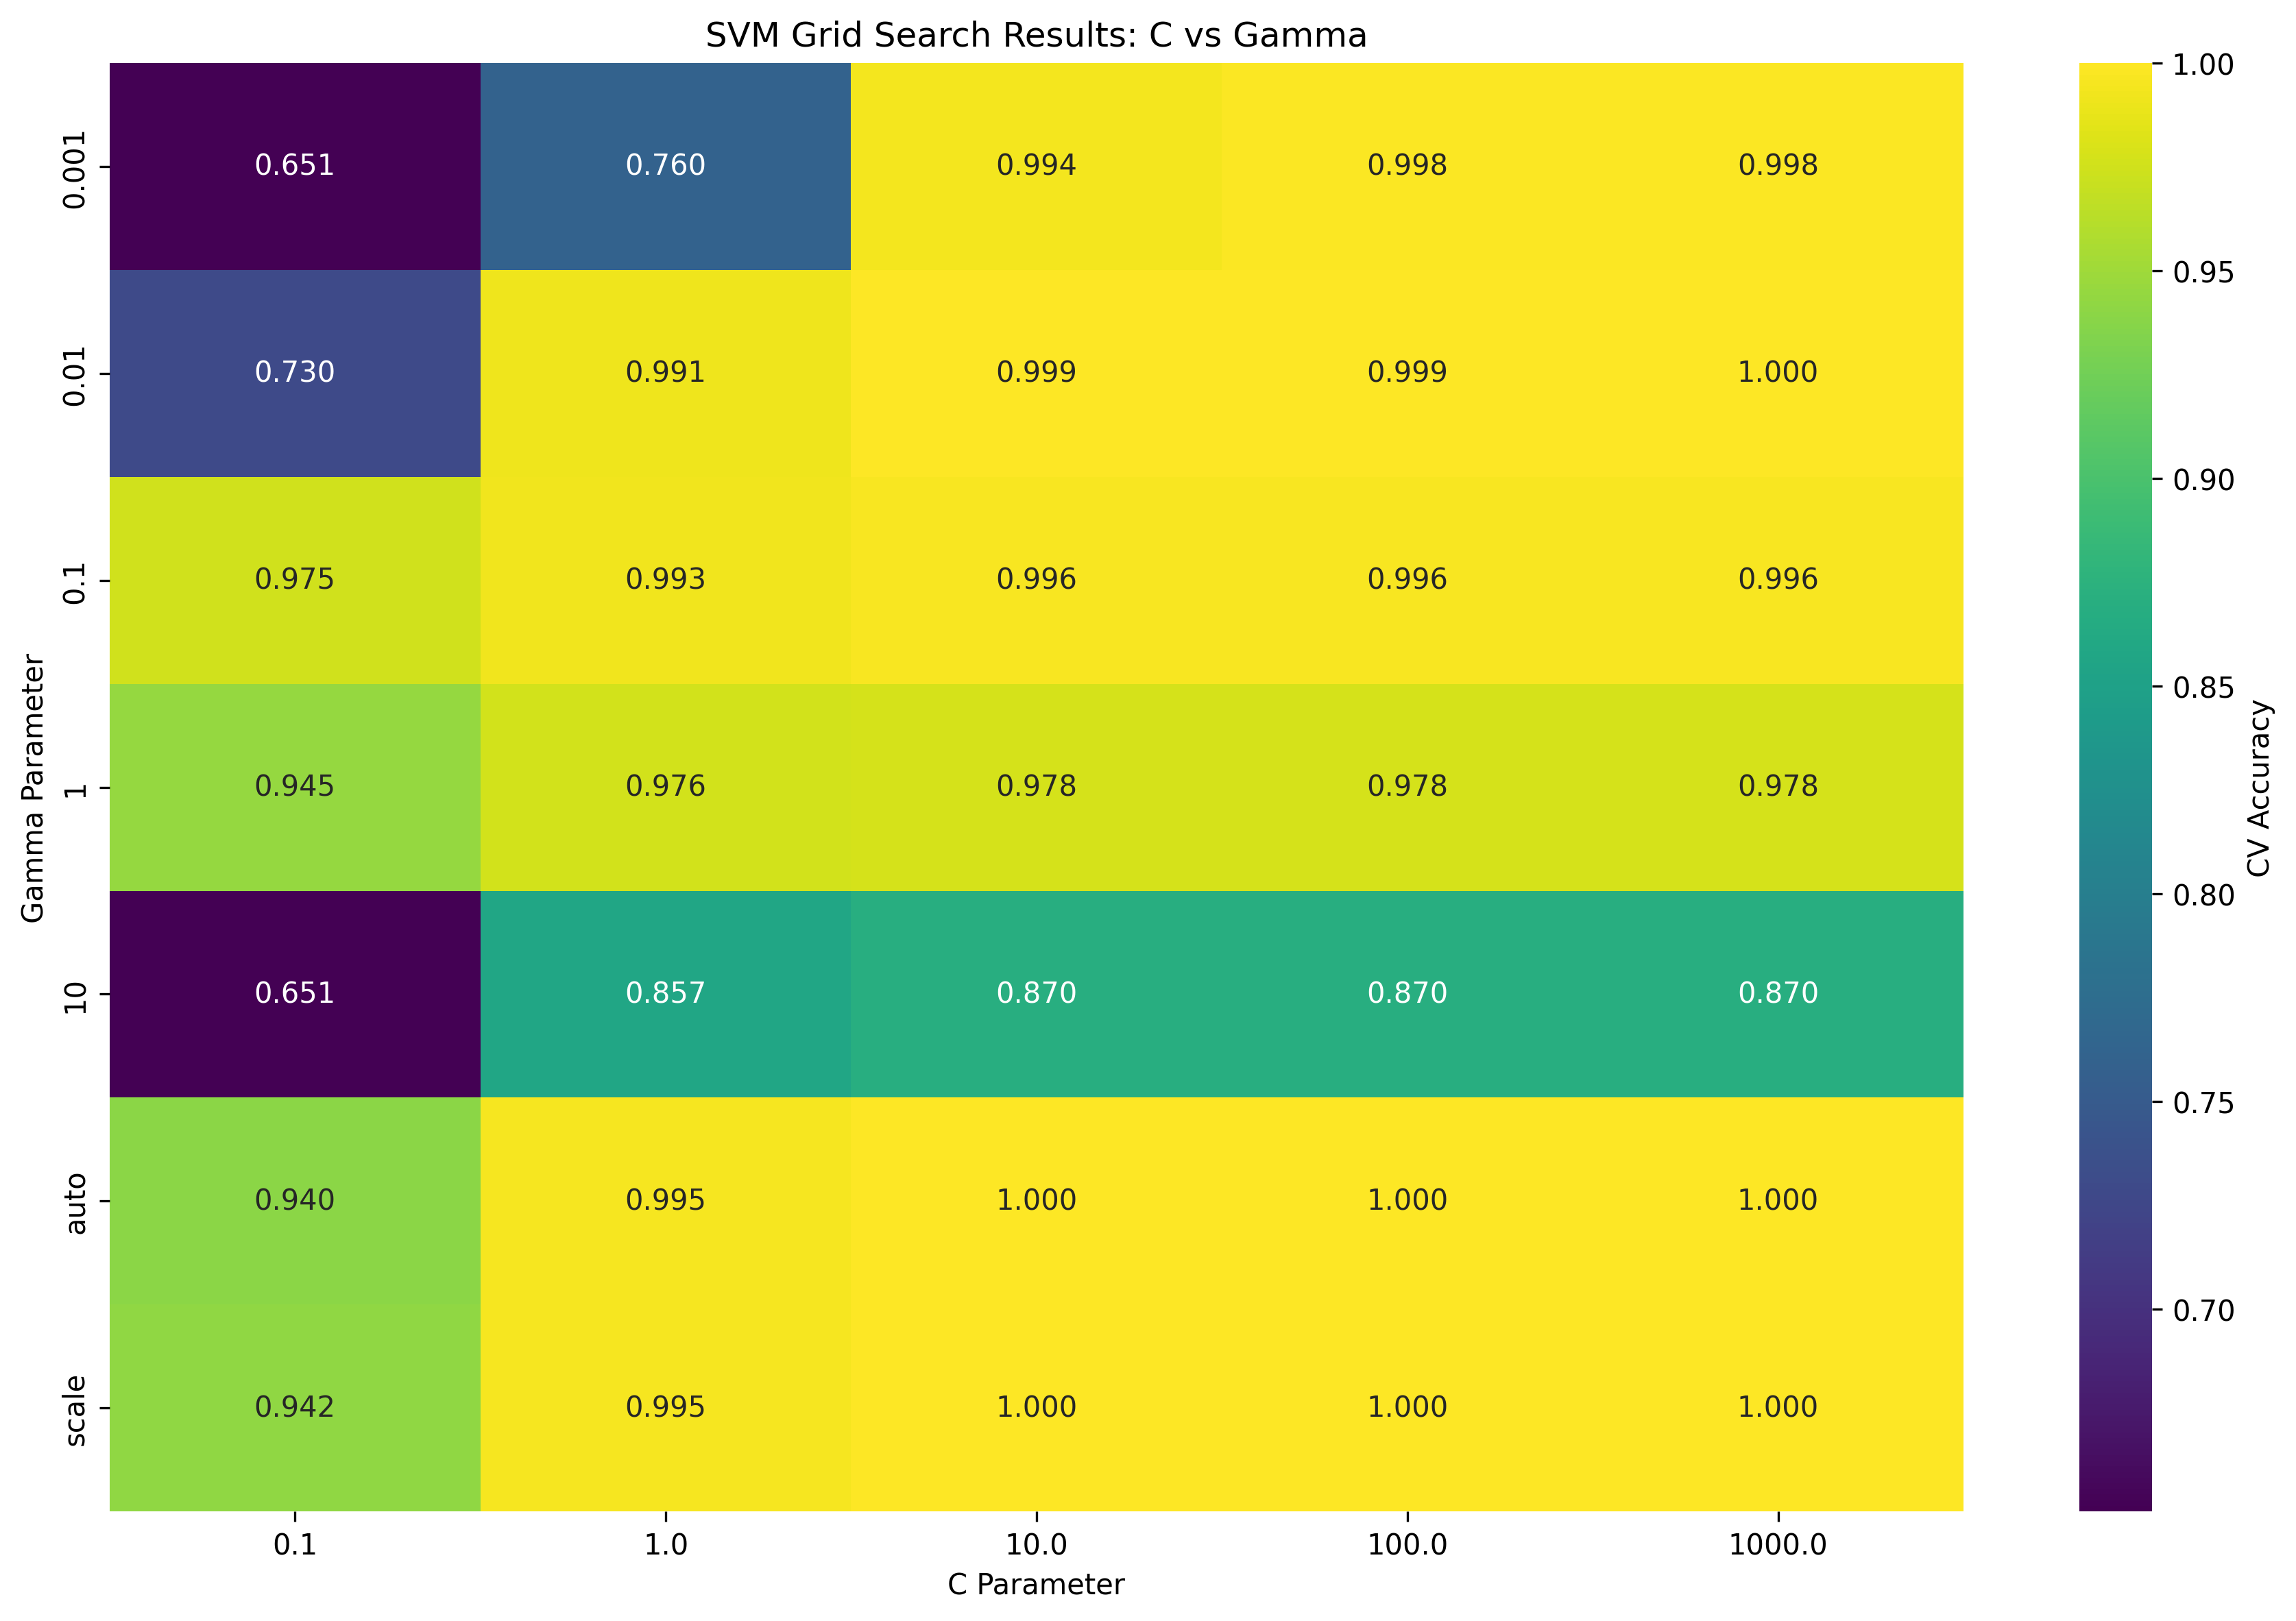 SVM Grid Search Results: C vs Gamma
Gamma Parameter
0.001 0.651 0.760 0.994 0.998 0.998
0.01 0.730 0.991 0.999 0.999 1.000
0.1 0.975 0.993 0.996 0.996 0.996
1 0.945 0.976 0.978 0.978 0.978
10 0.651 0.857 0.870 0.870 0.870
auto 0.940 0.995 1.000 1.000 1.000
scale 0.942 0.995 1.000 1.000 1.000
0.1 1.0 10.0 100.0 1000.0
C Parameter
1.00
0.95
0.90
0.85
0.80
0.75
0.70
CV Accuracy